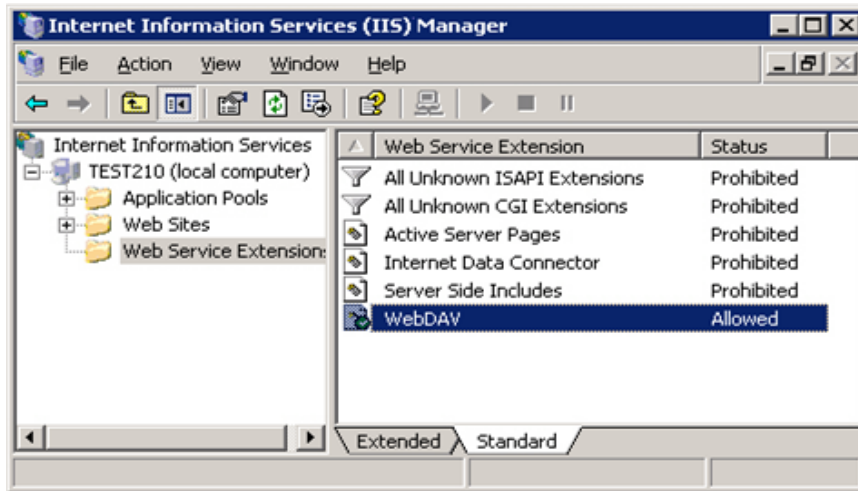 Internet Information Services (IIS) Manager
File Action View Window Help
Internet Information Services
TEST210 (local computer)
Application Pools
Web Sites
Web Service Extension
Web Service Extension Status
All Unknown ISAPI Extensions Prohibited
All Unknown CGI Extensions Prohibited
Active Server Pages Prohibited
Internet Data Connector Prohibited
Server Side Includes Prohibited
WebDAV Allowed
Extended Standard